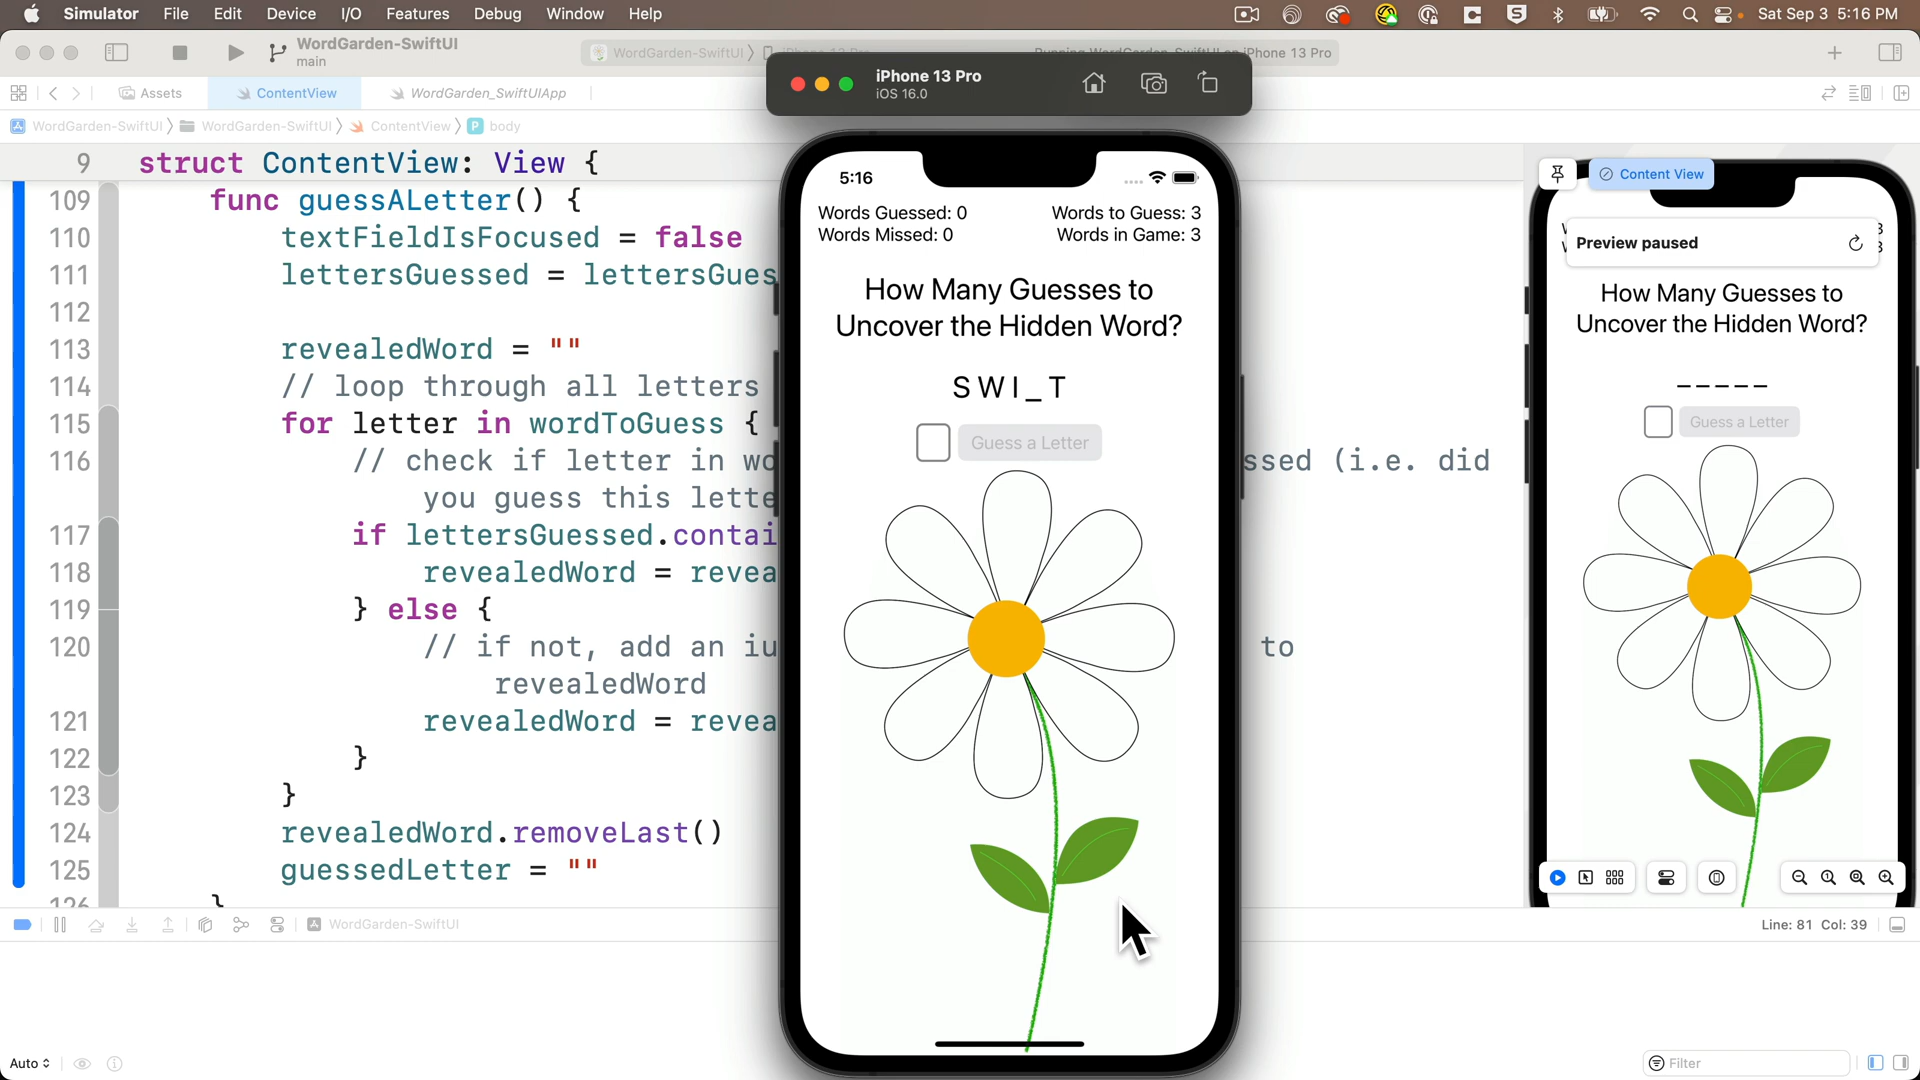 Simulator File Edit Device I/O Features Debug Window Help Sat Sep 3 5:16 PM
WordGarden-SwiftUI
main
WordGarden-SwiftUI
iPhone 13 Pro
iPhone 13 Pro
iOS 16.0
Assets ContentView WordGarden_SwiftUIApp
WordGarden-SwiftUI WordGarden-SwiftUI ContentView P body
9 struct ContentView: View {
109 func guessALetter() {
110 textFieldIsFocused = false
111 lettersGuessed = lettersGues
112
113 revealedWord = ""
114 // loop through all letters
115 for letter in wordToGuess {
116 // check if letter in wo ssed (i.e. did
you guess this lette
117 if lettersGuessed.contai
118 revealedWord = revea
119 } else {
120 // if not, add an iu to
revealedWord
121 revealedWord = revea
122 }
123 }
124 revealedWord.removeLast()
125 guessedLetter = ""
126 }
5:16
Words Guessed: 0 Words to Guess: 3
Words Missed: 0 Words in Game: 3
How Many Guesses to
Uncover the Hidden Word?
S W I _ T
Guess a Letter
Content View
Preview paused
How Many Guesses to
Uncover the Hidden Word?
_ _ _ _ _
Guess a Letter
WordGarden-SwiftUI Line: 81 Col: 39
Auto Filter